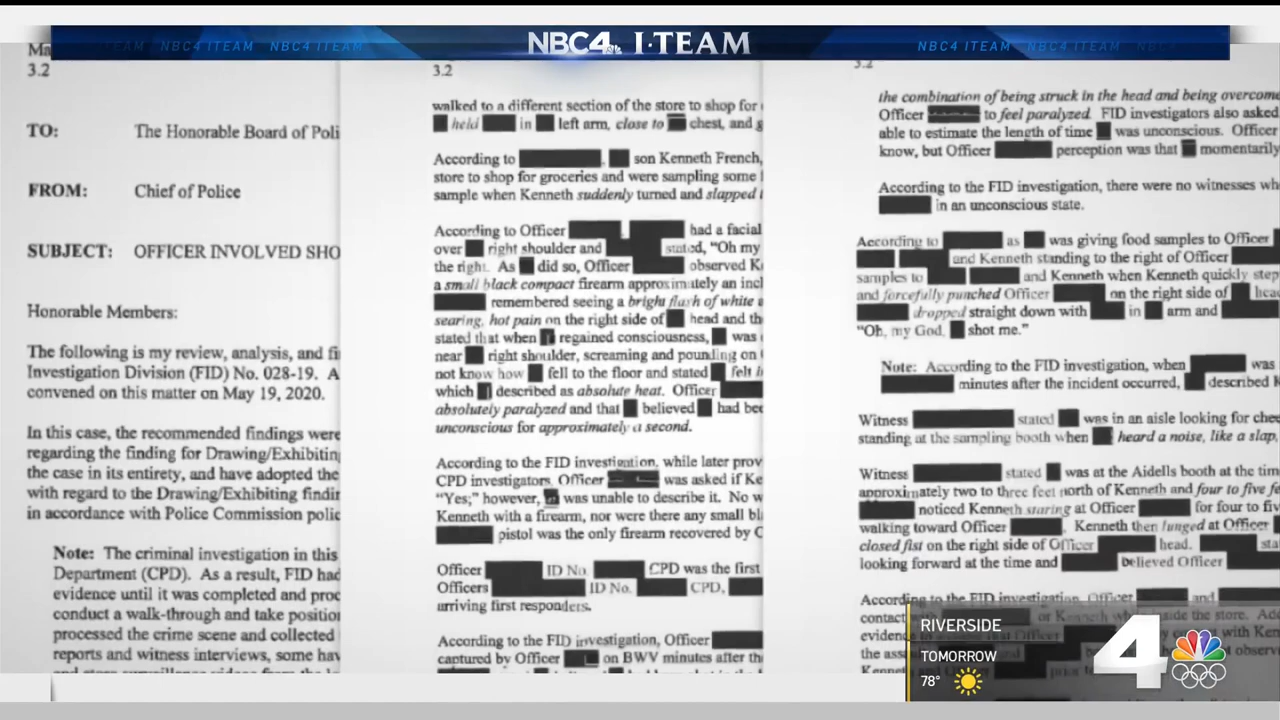 NBC4 I-TEAM
TEAM NBC4 ITEAM NBC4 ITEAM
NBC4 ITEAM NBC4 ITEAM NBC4
3.2
TO: The Honorable Board of Poli
FROM: Chief of Police
SUBJECT: OFFICER INVOLVED SHO
Honorable Members:
The following is my review, analysis, and fi
Investigation Division (FID) No. 028-19. A
convened on this matter on May 19, 2020.
In this case, the recommended findings were
regarding the finding for Drawing/Exhibiting
the case in its entirety, and have adopted the
with regard to the Drawing/Exhibiting findin
in accordance with Police Commission polic
Note: The criminal investigation in this
Department (CPD). As a result, FID had
evidence until it was completed and proc
conduct a walk-through and take position
processed the crime scene and collected
reports and witness interviews, some hav
3.2
walked to a different section of the store to shop for
held in left arm, close to chest, and g
According to , son Kenneth French,
store to shop for groceries and were sampling some
sample when Kenneth suddenly turned and slapped
According to Officer had a facial
over right shoulder and stated, “Oh my
the right. As did so, Officer observed K
a small black compact firearm approximately an incl
remembered seeing a bright flash of white a
searing, hot pain on the right side of head and the
stated that when regained consciousness, was
near right shoulder, screaming and pounding on
not know how fell to the floor and stated felt
which described as absolute heat. Officer
absolutely paralyzed and that believed had bee
unconscious for approximately a second.
According to the FID investigation, while later prov
CPD investigators, Officer was asked if Ke
“Yes;” however, was unable to describe it. No w
Kenneth with a firearm, nor were there any small bl
pistol was the only firearm recovered by C
Officer ID No. CPD was the first
Officers ID No. CPD,
arriving first responders.
According to the FID investigation, Officer
captured by Officer on BWV minutes after the
3.2
the combination of being struck in the head and being overcome
Officer to feel paralyzed. FID investigators also asked
able to estimate the length of time was unconscious. Officer
know, but Officer perception was that momentarily
According to the FID investigation, there were no witnesses wh
in an unconscious state.
According to as was giving food samples to Officer
and Kenneth standing to the right of Officer
samples to and Kenneth when Kenneth quickly step
and forcefully punched Officer on the right side of head
dropped straight down with in arm and
“Oh, my God, shot me.”
Note: According to the FID investigation, when was
minutes after the incident occurred, described
Witness stated was in an aisle looking for che
standing at the sampling booth when heard a noise, like a slap,
Witness stated was at the Aidells booth at the tim
approximately two to three feet north of Kenneth and four to five fe
noticed Kenneth staring at Officer for four to fiv
walking toward Officer . Kenneth then lunged at Officer
closed fist on the right side of Officer head. sta
looking forward at the time and believed Officer
According to the FID investigation, Officer and
contact or Kenneth inside the store.
RIVERSIDE
TOMORROW
78°
4